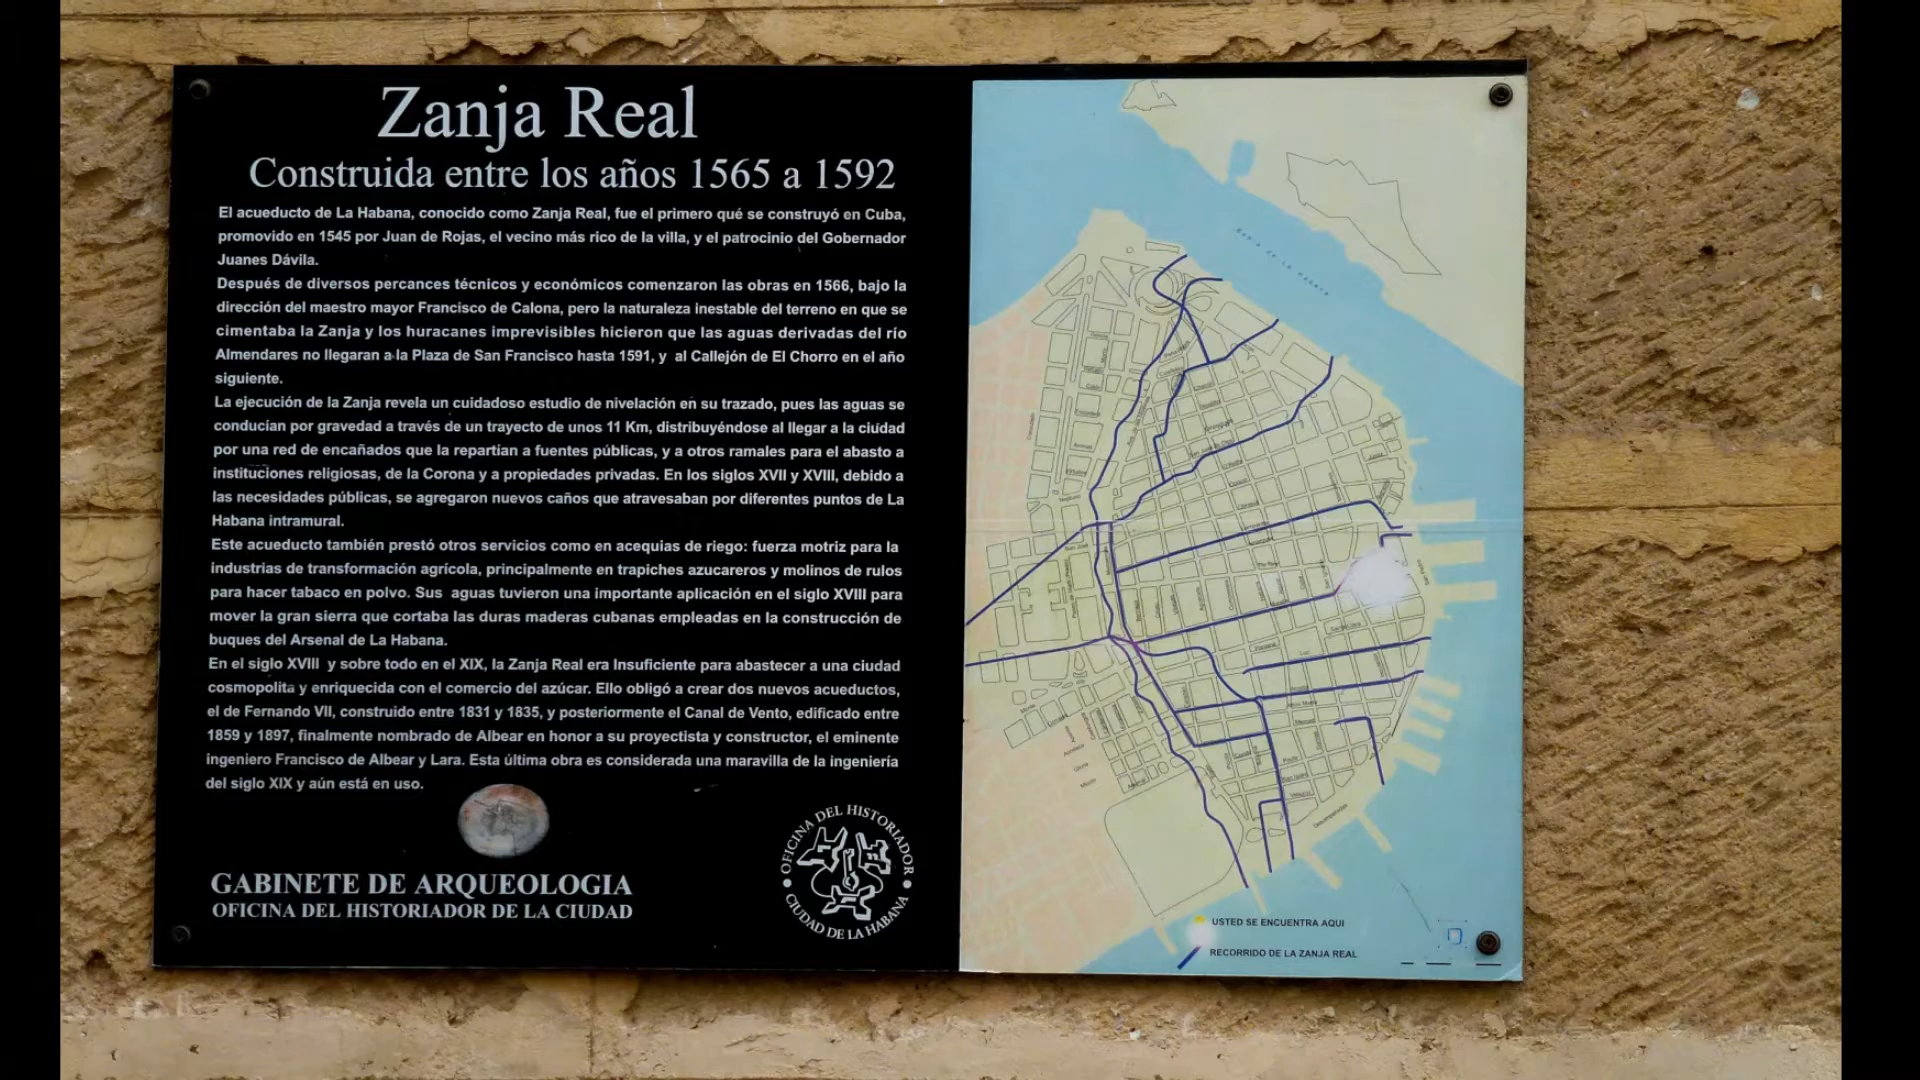 Zanja Real
Construida entre los años 1565 a 1592
El acueducto de La Habana, conocido como Zanja Real, fue el primero qué se construyó en Cuba,
promovido en 1545 por Juan de Rojas, el vecino más rico de la villa, y el patrocinio del Gobernador
Juanes Dávila.
Después de diversos percances técnicos y económicos comenzaron las obras en 1566, bajo la
dirección del maestro mayor Francisco de Calona, pero la naturaleza inestable del terreno en que se
cimentaba la Zanja y los huracanes imprevisibles hicieron que las aguas derivadas del río
Almendares no llegaran a la Plaza de San Francisco hasta 1591, y al Callejón de El Chorro en el año
siguiente.
La ejecución de la Zanja revela un cuidadoso estudio de nivelación en su trazado, pues las aguas se
conducían por gravedad a través de un trayecto de unos 11 Km, distribuyéndose al llegar a la ciudad
por una red de encañados que la repartían a fuentes públicas, y a otros ramales para el abasto a
instituciones religiosas, de la Corona y a propiedades privadas. En los siglos XVII y XVIII, debido a
las necesidades públicas, se agregaron nuevos caños que atravesaban por diferentes puntos de La
Habana intramural.
Este acueducto también prestó otros servicios como en acequias de riego: fuerza motriz para la
industrias de transformación agrícola, principalmente en trapiches azucareros y molinos de rulos
para hacer tabaco en polvo. Sus aguas tuvieron una importante aplicación en el siglo XVIII para
mover la gran sierra que cortaba las duras maderas cubanas empleadas en la construcción de
buques del Arsenal de La Habana.
En el siglo XVIII y sobre todo en el XIX, la Zanja Real era Insuficiente para abastecer a una ciudad
cosmopolita y enriquecida con el comercio del azúcar. Ello obligó a crear dos nuevos acueductos,
el de Fernando VII, construido entre 1831 y 1835, y posteriormente el Canal de Vento, edificado entre
1859 y 1897, finalmente nombrado de Albear en honor a su proyectista y constructor, el eminente
ingeniero Francisco de Albear y Lara. Esta última obra es considerada una maravilla de la ingeniería
del siglo XIX y aún está en uso.
GABINETE DE ARQUEOLOGIA
OFICINA DEL HISTORIADOR DE LA CIUDAD
OFICINA DEL HISTORIADOR
CIUDAD DE LA HABANA
USTED SE ENCUENTRA AQUI
RECORRIDO DE LA ZANJA REAL